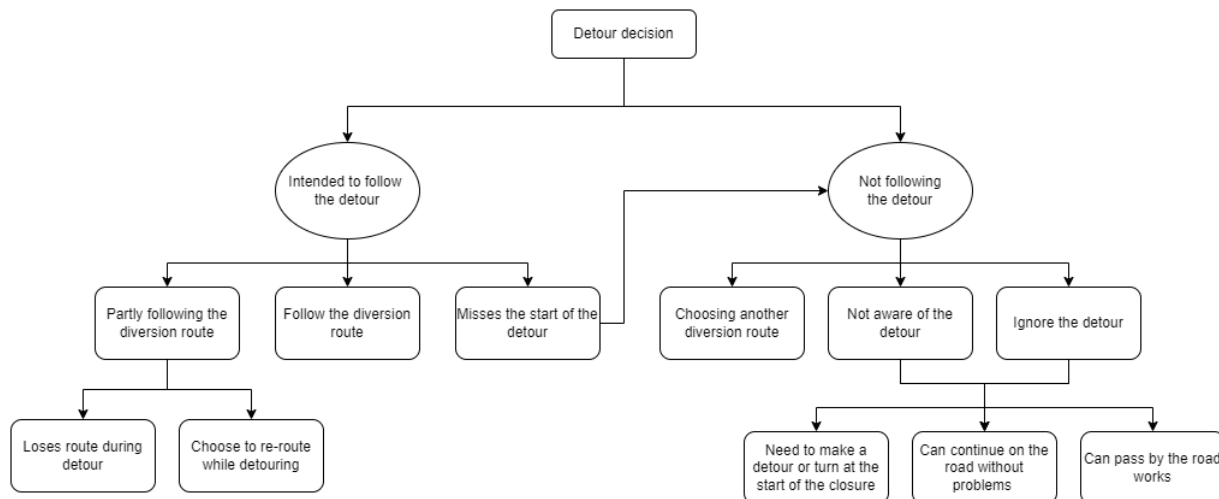 Detour decision
Intended to follow
the detour
Not following
the detour
Partly following the
diversion route
Follow the diversion
route
Misses the start of the
detour
Choosing another
diversion route
Not aware of the
detour
Ignore the detour
Loses route during
detour
Choose to re-route
while detouring
Need to make a
detour or turn at the
start of the closure
Can continue on the
road without
problems
Can pass by the road
works